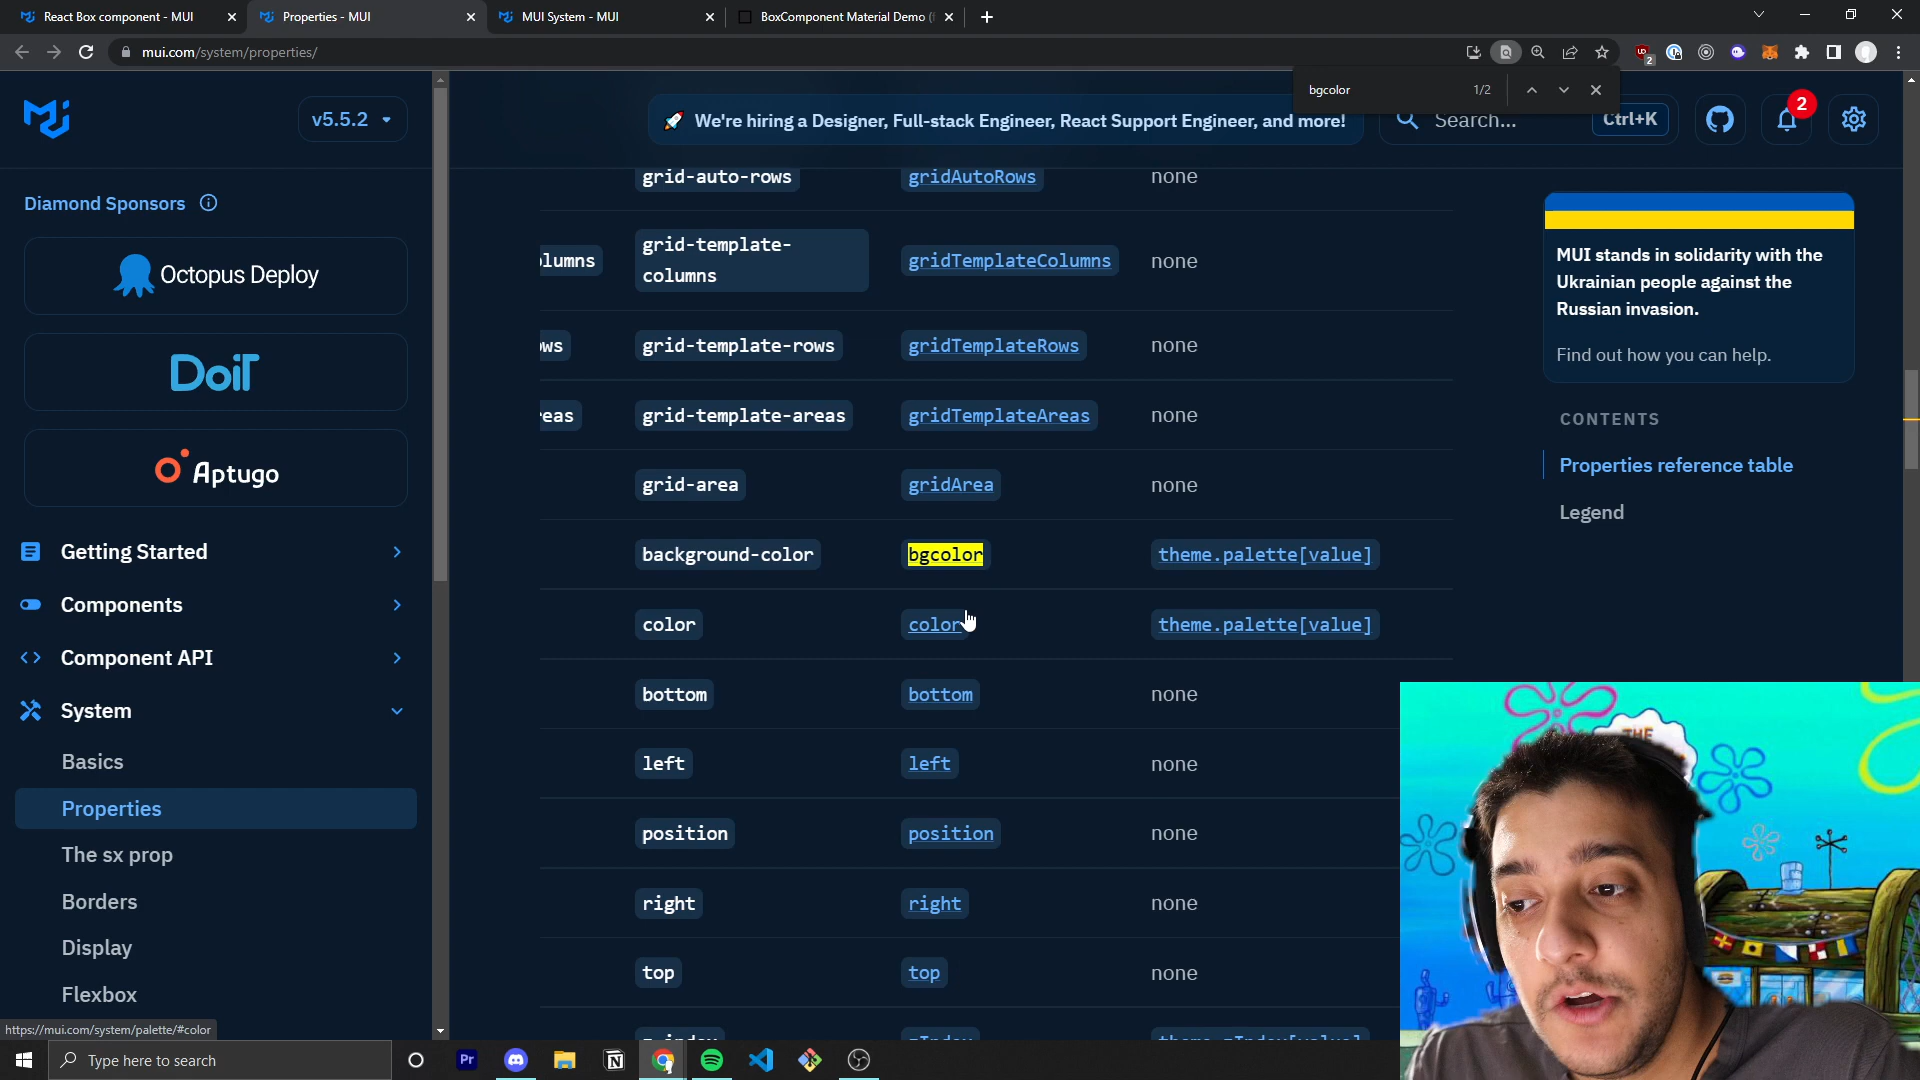 React Box component - MUI
Properties - MUI
MUI System - MUI
BoxComponent Material Demo (
mui.com/system/properties/
2
bgcolor
1/2
v5.5.2
🚀 We're hiring a Designer, Full-stack Engineer, React Support Engineer, and more!
Search...
Ctrl+K
2
Diamond Sponsors
Octopus Deploy
DoiT
Aptugo
Getting Started
Components
Component API
System
Basics
Properties
The sx prop
Borders
Display
Flexbox
grid-auto-rows
gridAutoRows
none
lumns
grid-template-
columns
gridTemplateColumns
none
ws
grid-template-rows
gridTemplateRows
none
eas
grid-template-areas
gridTemplateAreas
none
grid-area
gridArea
none
background-color
bgcolor
theme.palette[value]
color
color
theme.palette[value]
bottom
bottom
none
left
left
none
position
position
none
right
right
none
top
top
none
MUI stands in solidarity with the
Ukrainian people against the
Russian invasion.
Find out how you can help.
CONTENTS
Properties reference table
Legend
THE
https://mui.com/system/palette/#color
Type here to search
Pr